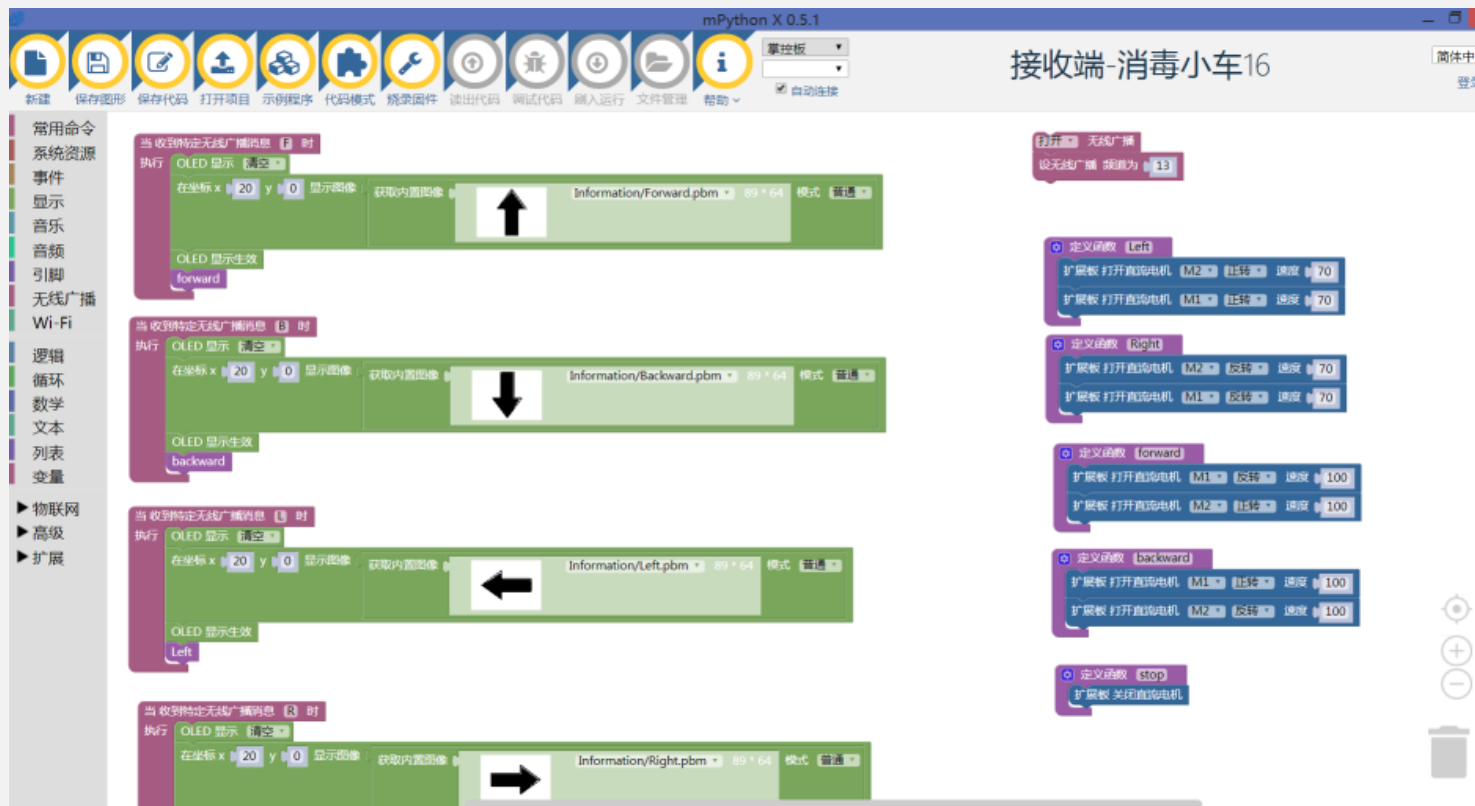 mPython X 0.5.1
新建 保存图形 保存代码 打开项目 示例程序 代码模式 烧录固件 读出代码 调试代码 刷入运行 文件管理 帮助
掌控板
自动连接
接收端-消毒小车16
简体中
登
常用命令
系统资源
事件
显示
音乐
音频
引脚
无线广播
Wi-Fi
逻辑
循环
数学
文本
列表
变量
物联网
高级
扩展
当 收到特定无线广播消息 F 时
执行 OLED 显示 清空
在坐标 x 20 y 0 显示图像 获取内置图像 Information/Forward.pbm 89 * 64 模式 普通
OLED 显示生效
forward
当 收到特定无线广播消息 B 时
执行 OLED 显示 清空
在坐标 x 20 y 0 显示图像 获取内置图像 Information/Backward.pbm 89 * 64 模式 普通
OLED 显示生效
backward
当 收到特定无线广播消息 L 时
执行 OLED 显示 清空
在坐标 x 20 y 0 显示图像 获取内置图像 Information/Left.pbm 89 * 64 模式 普通
OLED 显示生效
Left
当 收到特定无线广播消息 R 时
执行 OLED 显示 清空
在坐标 x 20 y 0 显示图像 获取内置图像 Information/Right.pbm 89 * 64 模式 普通
打开 无线广播
设无线广播 频道为 13
定义函数 Left
扩展板 打开直流电机 M2 正转 速度 70
扩展板 打开直流电机 M1 正转 速度 70
定义函数 Right
扩展板 打开直流电机 M2 反转 速度 70
扩展板 打开直流电机 M1 反转 速度 70
定义函数 forward
扩展板 打开直流电机 M1 反转 速度 100
扩展板 打开直流电机 M2 正转 速度 100
定义函数 backward
扩展板 打开直流电机 M1 正转 速度 100
扩展板 打开直流电机 M2 反转 速度 100
定义函数 stop
扩展板 关闭直流电机